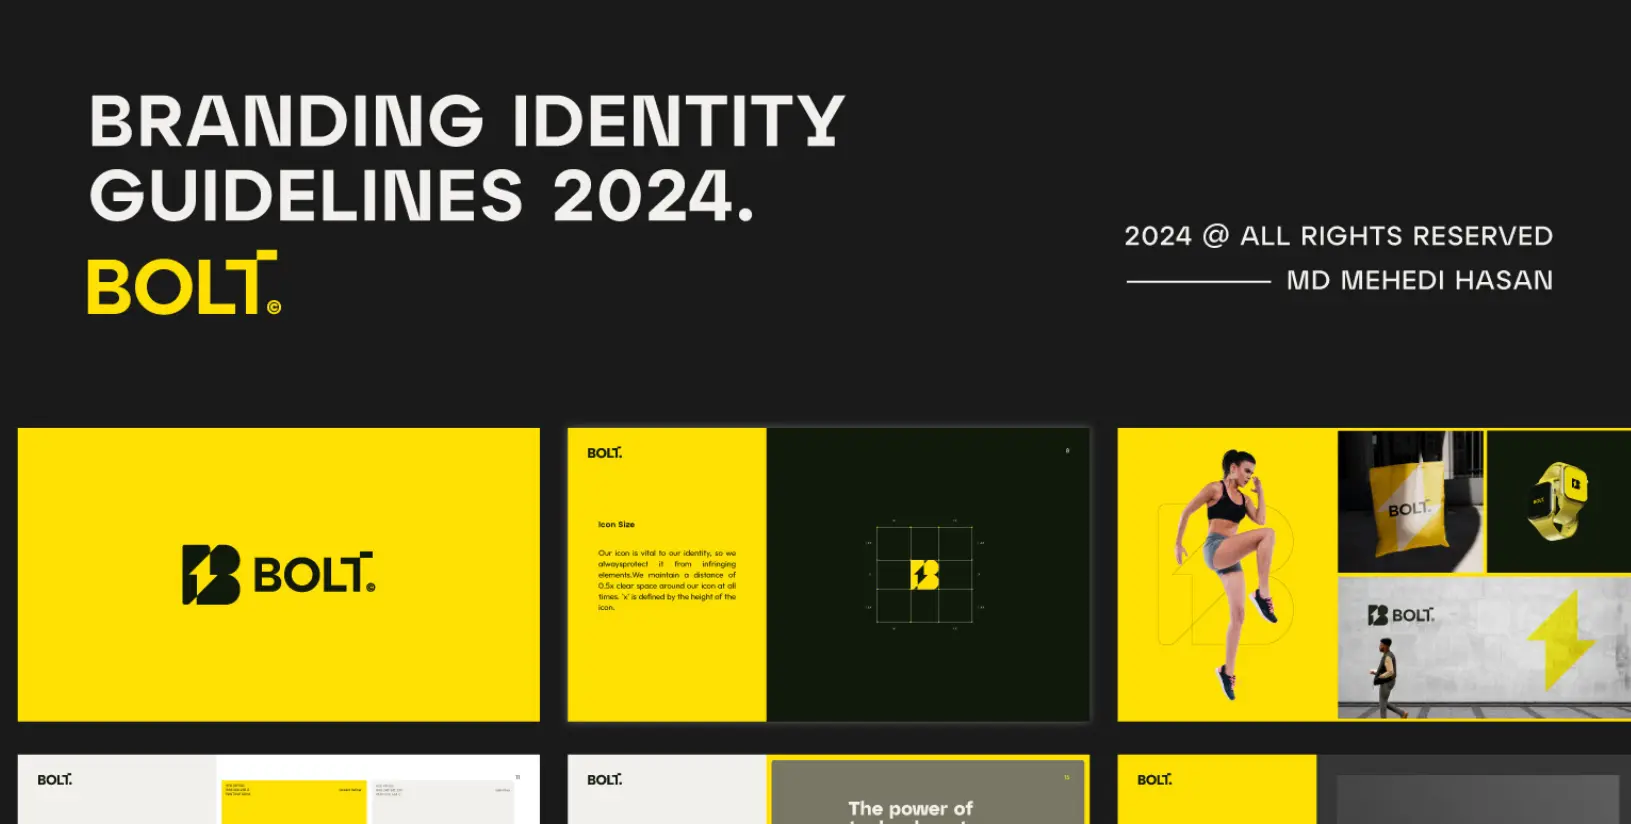 BRANDING IDENTITY
GUIDELINES 2024.
BOLT.©
2024 @ ALL RIGHTS RESERVED
MD MEHEDI HASAN
BOLT.©
BOLT.
Icon Size
Our icon is vital to our identity, so we
alwaysprotect it from infringing
elements.We maintain a distance of
0.5x clear space around our icon at all
times. 'x' is defined by the height of the
icon.
BOLT.
BOLT.
BOLT.
BOLT.
BOLT.
The power of
BOLT.